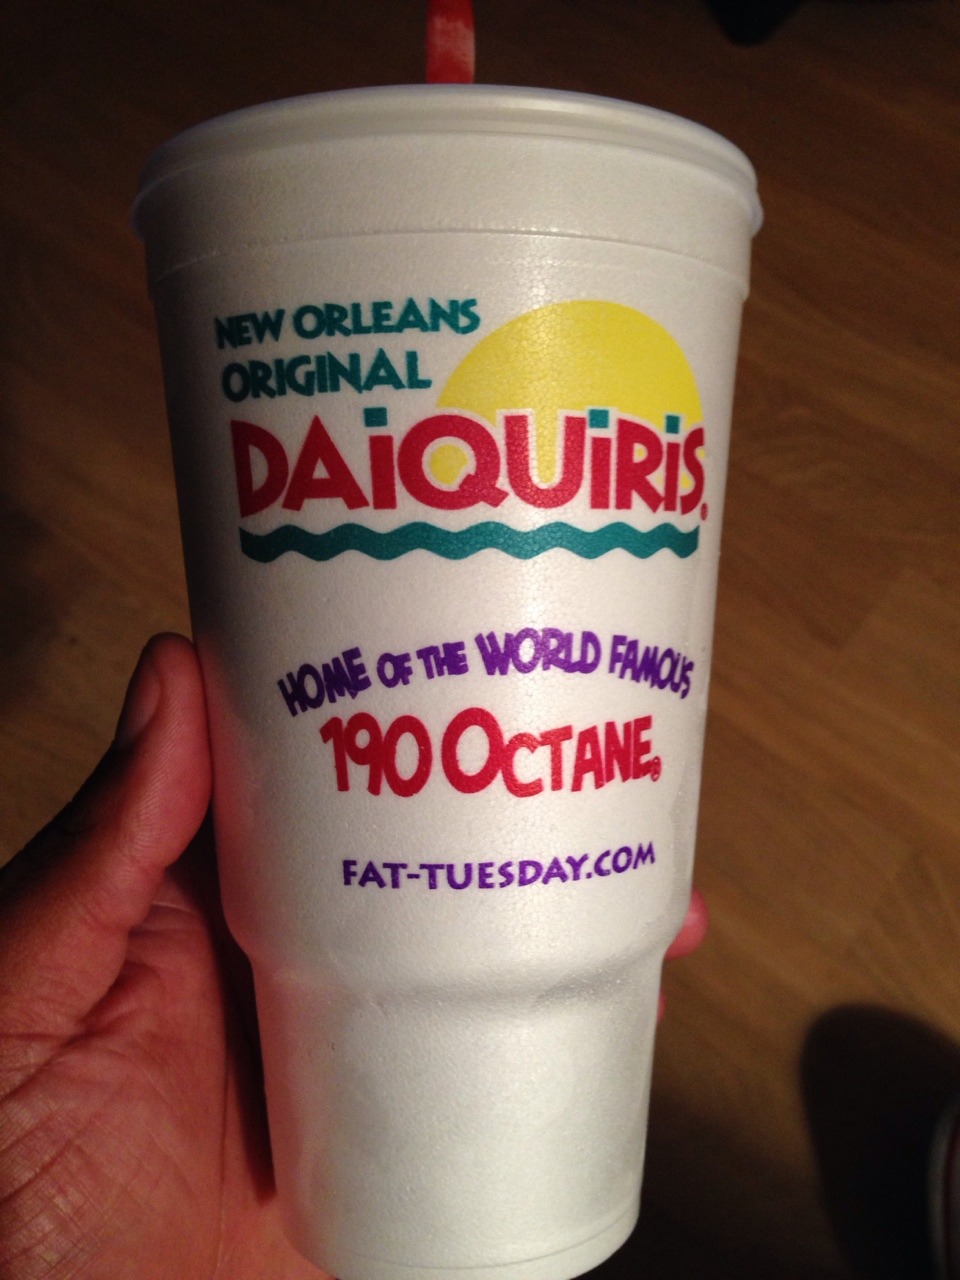 NEW ORLEANS
ORIGINAL
DAiQUiRiS®
HOME OF THE WORLD FAMOUS
190 OCTANE®
FAT-TUESDAY.COM